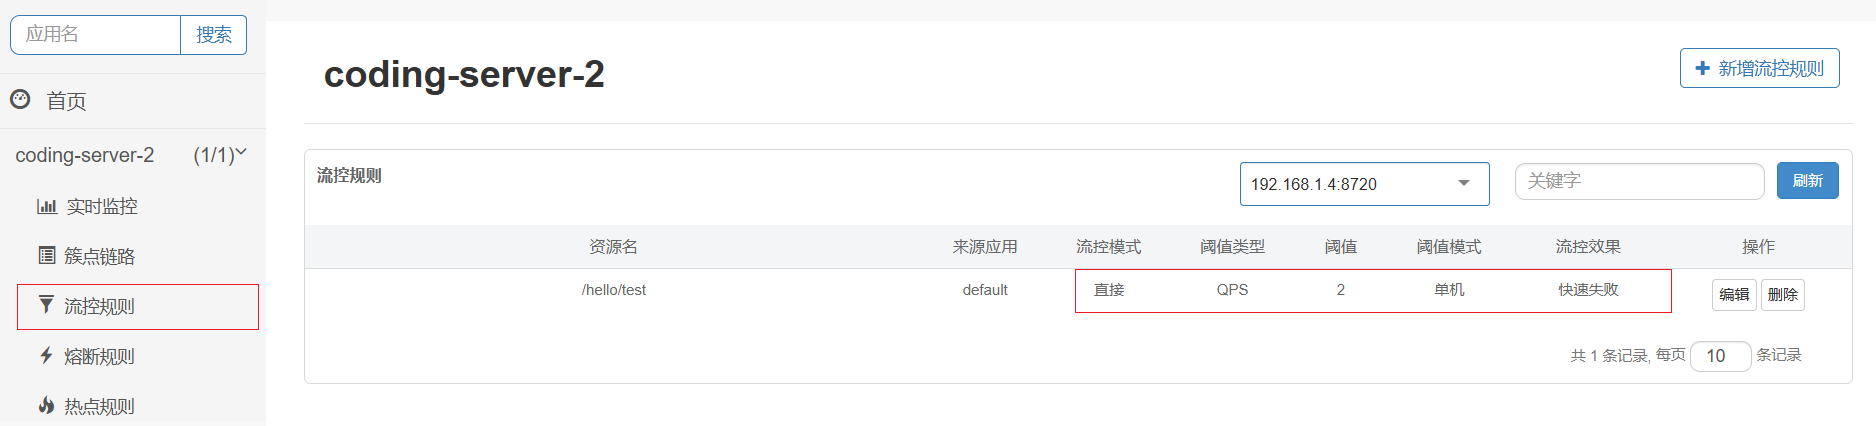 应用名 搜索
首页
coding-server-2 (1/1)
实时监控
簇点链路
流控规则
熔断规则
热点规则
coding-server-2
新增流控规则
流控规则 192.168.1.4:8720 关键字 刷新
资源名 来源应用 流控模式 阈值类型 阈值 阈值模式 流控效果 操作
/hello/test default 直接 QPS 2 单机 快速失败 编辑 删除
共 1 条记录, 每页 10 条记录